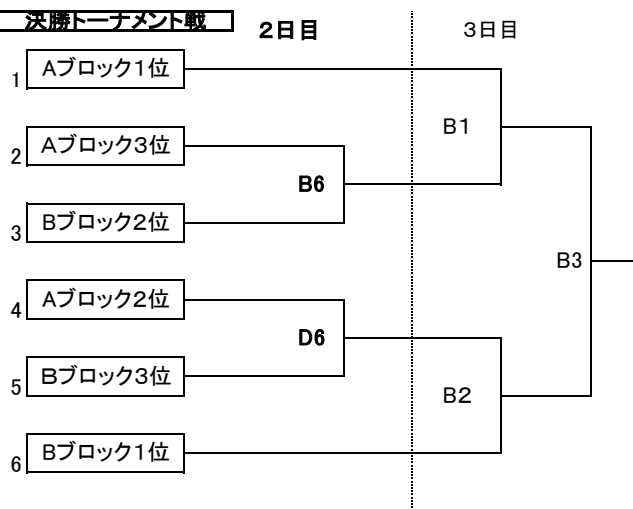 決勝トーナメント戦
2日目
3日目
1 Aブロック1位
B1
2 Aブロック3位
B6
3 Bブロック2位
B3
4 Aブロック2位
D6
5 Bブロック3位
B2
6 Bブロック1位